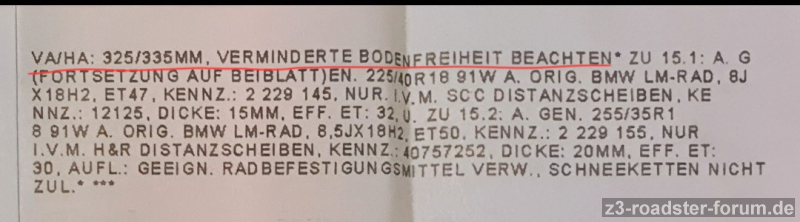 VA/HA: 325/335MM, VERMINDERTE BODENFREIHEIT BEACHTEN* ZU 15.1: A. G
(FORTSETZUNG AUF BEIBLATT)EN. 225/40R18 91W A. ORIG. BMW LM-RAD, 8J
X18H2, ET47, KENNZ.: 2 229 145, NUR. I.V.M. SCC DISTANZSCHEIBEN, KE
NNZ.: 12125, DICKE: 15MM, EFF. ET: 32, U. ZU 15.2: A. GEN. 255/35R1
8 91W A. ORIG. BMW LM-RAD, 8,5JX18H2, ET50, KENNZ.: 2 229 155, NUR
I.V.M. H&R DISTANZSCHEIBEN, KENNZ.: 40757252, DICKE: 20MM, EFF. ET:
30, AUFL.: GEEIGN. RADBEFESTIGUNGSMITTEL VERW., SCHNEEKETTEN NICHT
ZUL.* ***
z3-roadster-forum.de